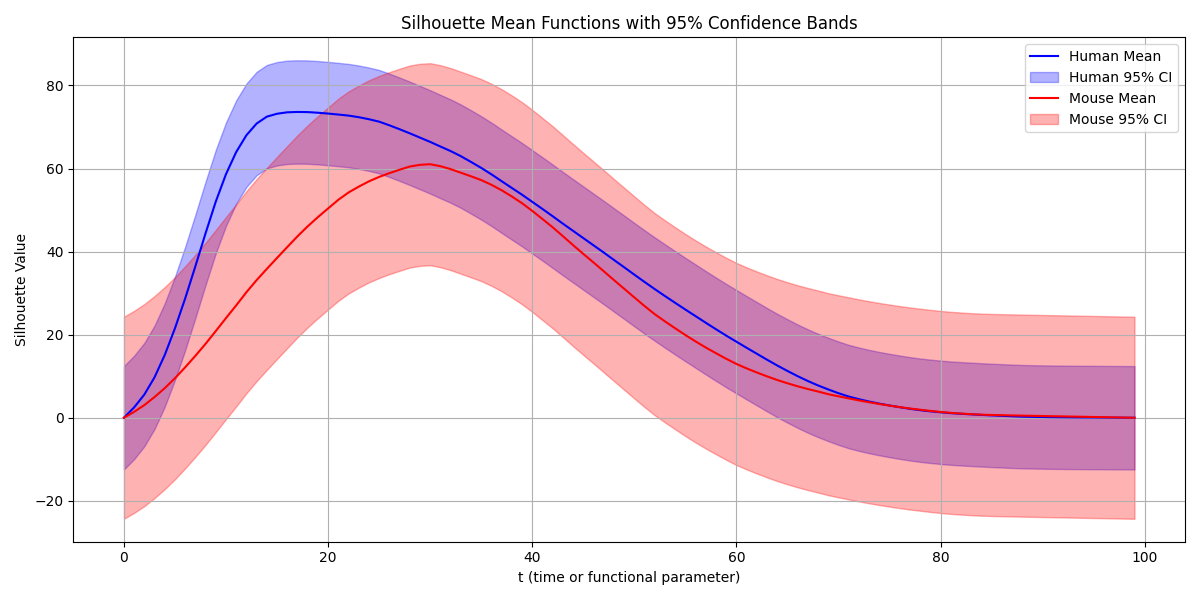 Silhouette Mean Functions with 95% Confidence Bands
Human Mean
Human 95% CI
Mouse Mean
Mouse 95% CI
Silhouette Value
80
60
40
20
0
−20
0 20 40 60 80 100
t (time or functional parameter)